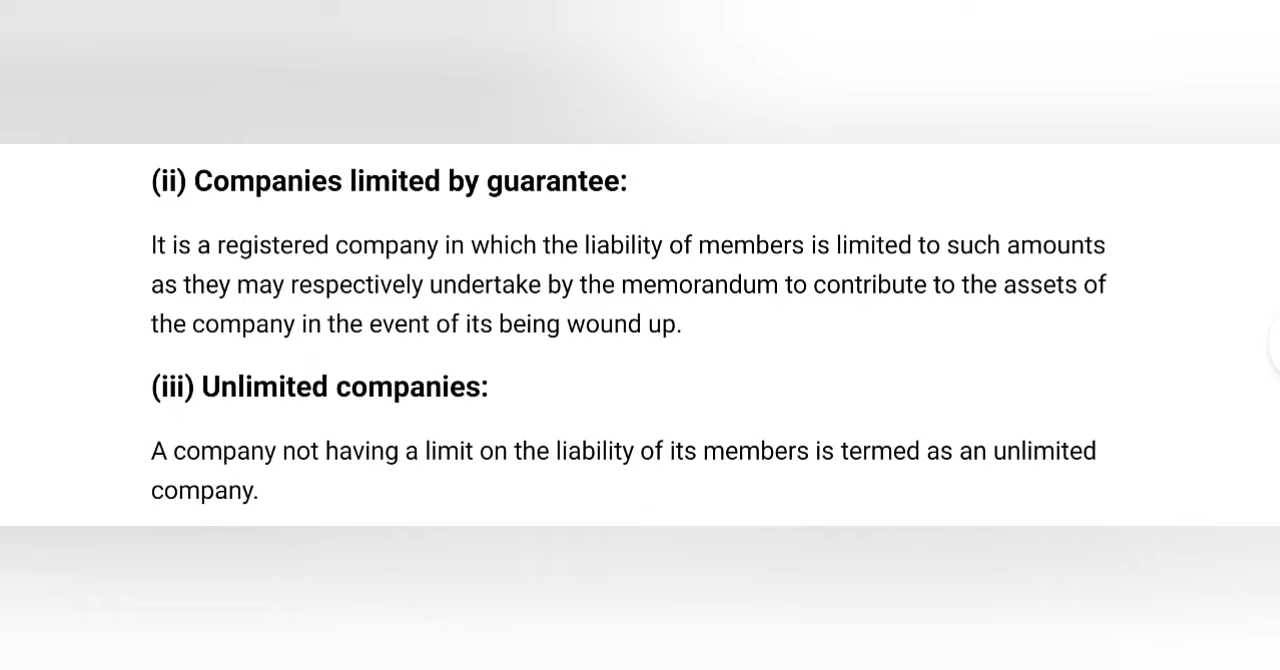 (ii) Companies limited by guarantee:
It is a registered company in which the liability of members is limited to such amounts
as they may respectively undertake by the memorandum to contribute to the assets of
the company in the event of its being wound up.
(iii) Unlimited companies:
A company not having a limit on the liability of its members is termed as an unlimited
company.